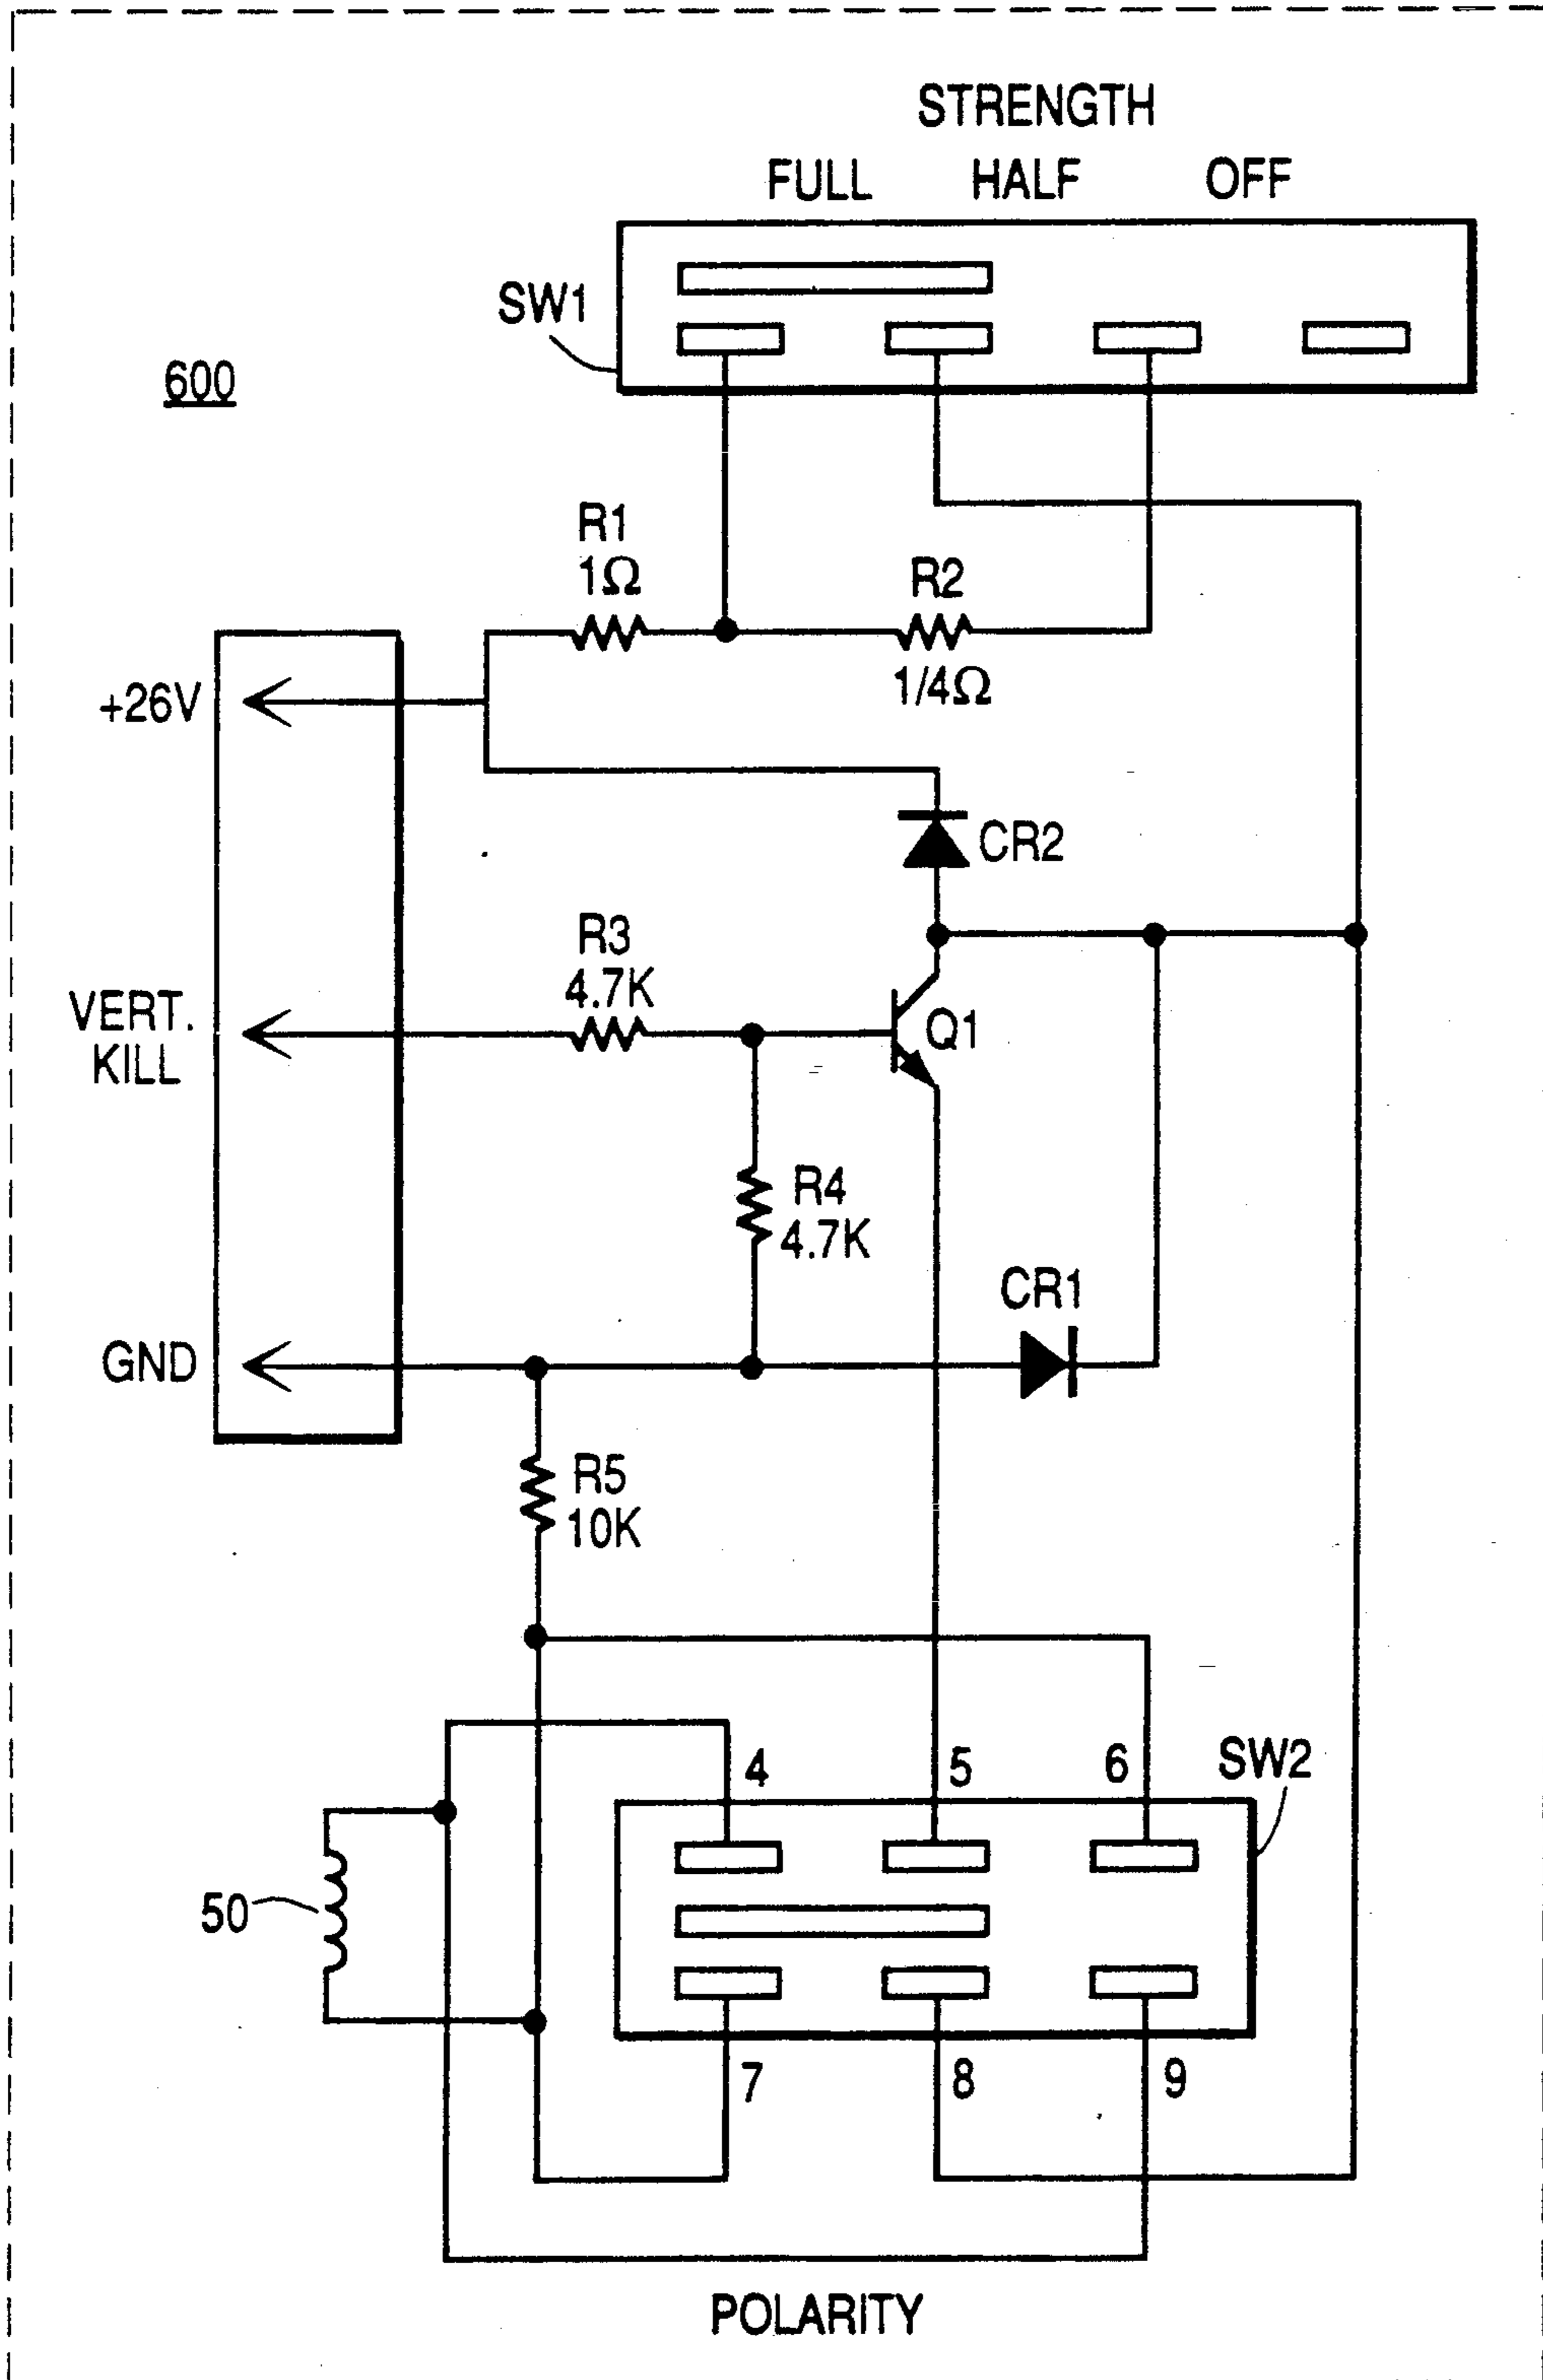 STRENGTH
FULL HALF OFF
SW1
600
R1
1Ω
R2
1/4Ω
+26V
CR2
R3
4.7K
VERT.
KILL
Q1
R4
4.7K
CR1
GND
R5
10K
4 5 6 SW2
50
7 8 9
POLARITY